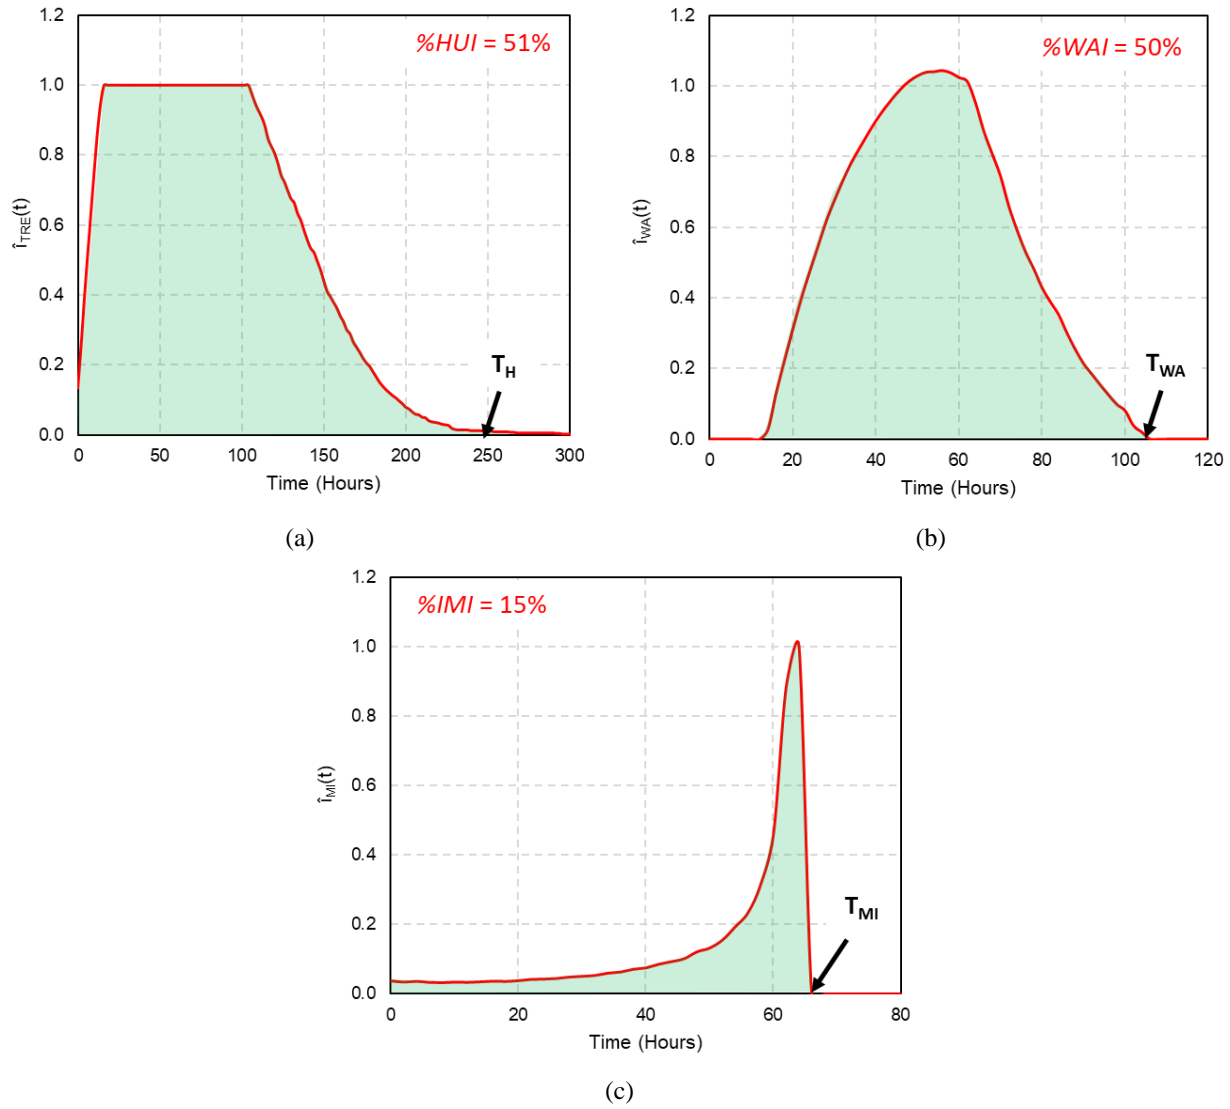 %HUI = 51%
1.2
1.0
0.8
0.6
0.4
0.2
0.0
î_TRE(t)
T_H
0 50 100 150 200 250 300
Time (Hours)
(a)
%WAI = 50%
1.2
1.0
0.8
0.6
0.4
0.2
0.0
î_WA(t)
T_WA
0 20 40 60 80 100 120
Time (Hours)
(b)
%IMI = 15%
1.2
1.0
0.8
0.6
0.4
0.2
0.0
î_MI(t)
T_MI
0 20 40 60 80
Time (Hours)
(c)